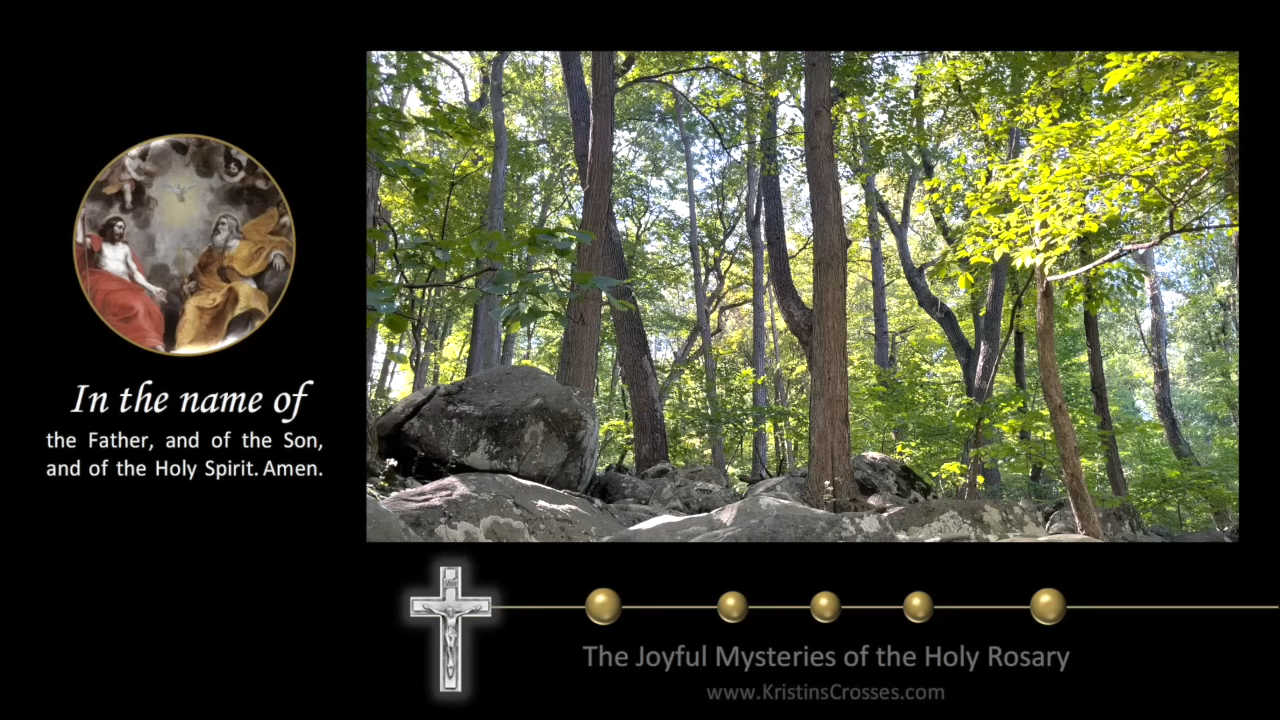 In the name of
the Father, and of the Son,
and of the Holy Spirit. Amen.
The Joyful Mysteries of the Holy Rosary
www.KristinsCrosses.com